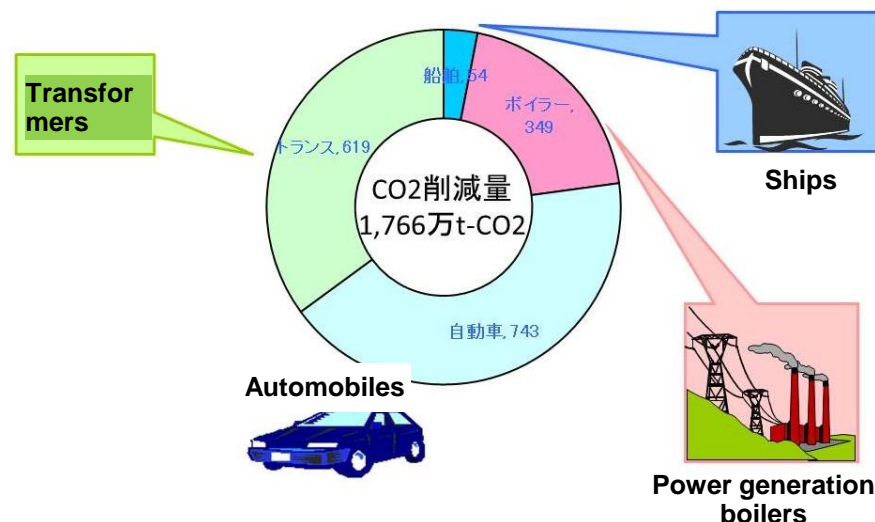 Transfor
mers
船舶, 54
ボイラー,
349
トランス, 619
CO2削減量
1,766万t-CO2
Ships
自動車, 743
Automobiles
Power generation
boilers